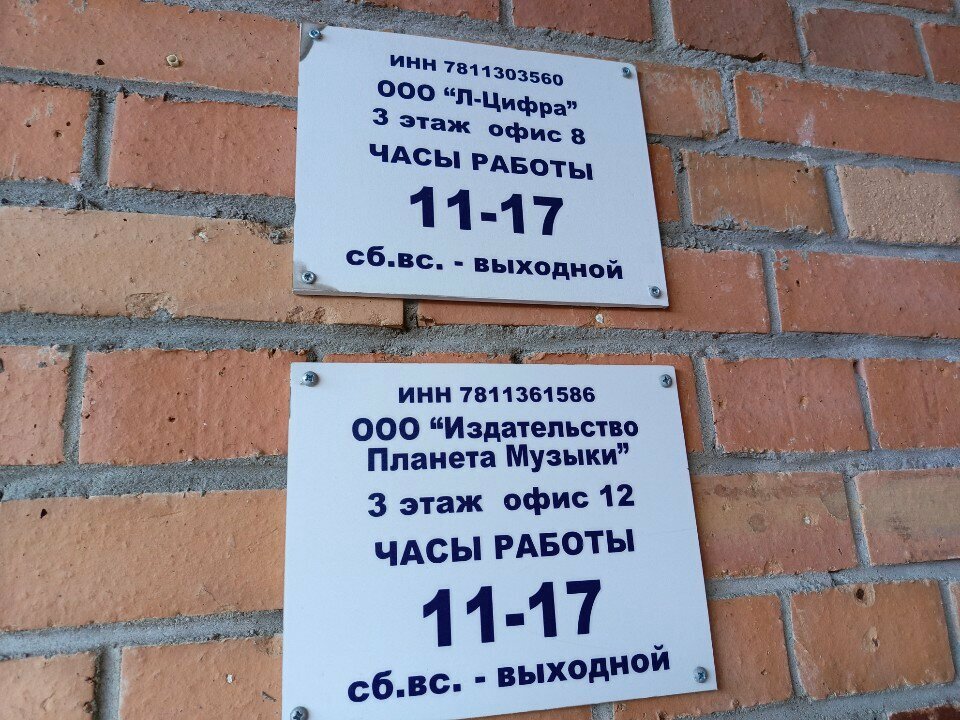 ИНН 7811303560
ООО “Л-Цифра”
3 этаж офис 8
ЧАСЫ РАБОТЫ
11-17
сб.вс. - выходной
ИНН 7811361586
ООО “Издательство
Планета Музыки”
3 этаж офис 12
ЧАСЫ РАБОТЫ
11-17
сб.вс. - выходной